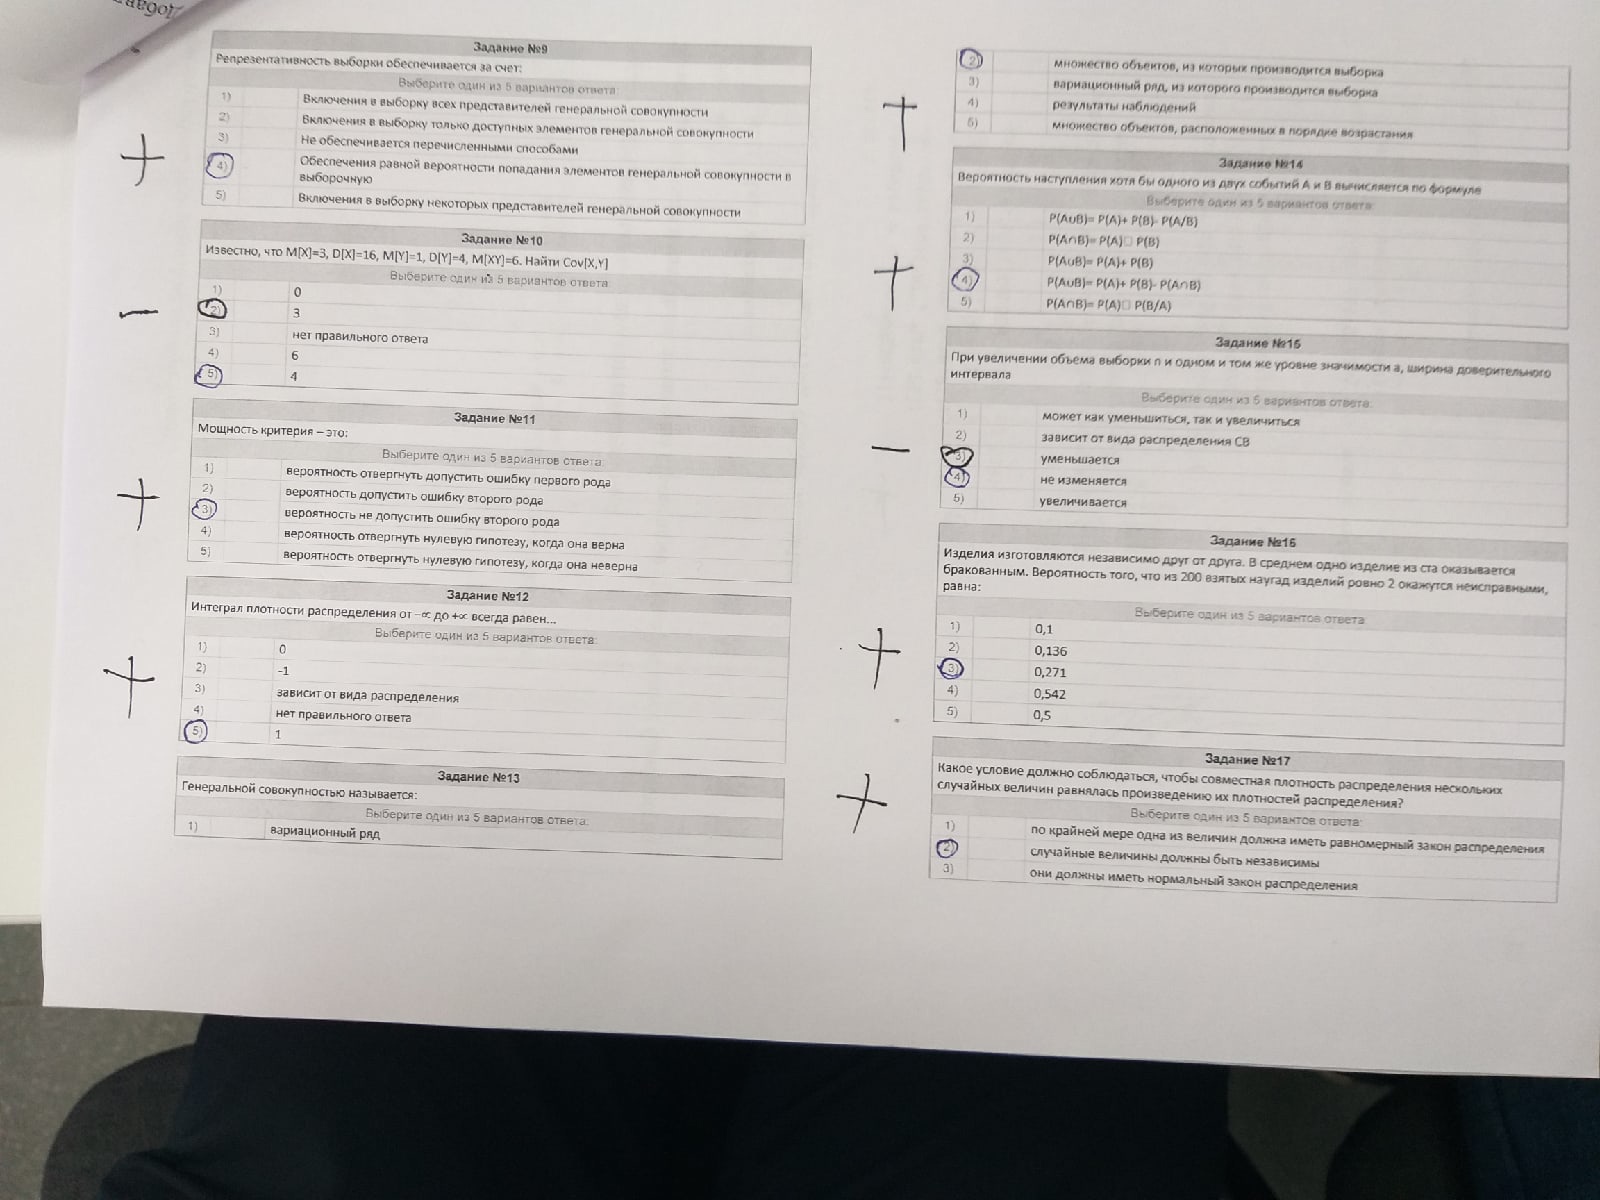 Задание №9
Репрезентативность выборки обеспечивается за счет:
Выберите один из 5 вариантов ответа:
1) Включения в выборку всех представителей генеральной совокупности
2) Включения в выборку только доступных элементов генеральной совокупности
3) Не обеспечивается перечисленными способами
+
4) Обеспечения равной вероятности попадания элементов генеральной совокупности в
выборочную
5) Включения в выборку некоторых представителей генеральной совокупности
Задание №10
Известно, что M[X]=3, D[X]=16, M[Y]=1, D[Y]=4, M[XY]=6. Найти Cov[X,Y]
Выберите один из 5 вариантов ответа:
1) 0
−
2) 3
3) нет правильного ответа
4) 6
5) 4
Задание №11
Мощность критерия – это:
Выберите один из 5 вариантов ответа:
1) вероятность отвергнуть допустить ошибку первого рода
2) вероятность допустить ошибку второго рода
+
3) вероятность не допустить ошибку второго рода
4) вероятность отвергнуть нулевую гипотезу, когда она верна
5) вероятность отвергнуть нулевую гипотезу, когда она неверна
Задание №12
Интеграл плотности распределения от −∝ до +∝ всегда равен...
Выберите один из 5 вариантов ответа:
1) 0
2) -1
+
3) зависит от вида распределения
4) нет правильного ответа
5) 1
Задание №13
Генеральной совокупностью называется:
Выберите один из 5 вариантов ответа:
1) вариационный ряд
2) множество объектов, из которых производится выборка
3) вариационный ряд, из которого производится выборка
+
4) результаты наблюдений
5) множество объектов, расположенных в порядке возрастания
Задание №14
Вероятность наступления хотя бы одного из двух событий А и В вычисляется по формуле
Выберите один из 5 вариантов ответа:
1) P(A∪B)= P(A)+ P(B)- P(A/B)
2) P(A∩B)= P(A)□ P(B)
3) P(A∪B)= P(A)+ P(B)
+
4) P(A∪B)= P(A)+ P(B)- P(A∩B)
5) P(A∩B)= P(A)□ P(B/A)
Задание №15
При увеличении объема выборки n и одном и том же уровне значимости a, ширина доверительного
интервала
Выберите один из 5 вариантов ответа:
1) может как уменьшиться, так и увеличиться
2) зависит от вида распределения СВ
−
3) уменьшается
4) не изменяется
5) увеличивается
Задание №16
Изделия изготовляются независимо друг от друга. В среднем одно изделие из ста оказывается
бракованным. Вероятность того, что из 200 взятых наугад изделий ровно 2 окажутся неисправными,
равна:
Выберите один из 5 вариантов ответа:
1) 0,1
2) 0,136
+
3) 0,271
4) 0,542
5) 0,5
Задание №17
Какое условие должно соблюдаться, чтобы совместная плотность распределения нескольких
случайных величин равнялась произведению их плотностей распределения?
+
Выберите один из 5 вариантов ответа:
1) по крайней мере одна из величин должна иметь равномерный закон распределения
2) случайные величины должны быть независимы
3) они должны иметь нормальный закон распределения